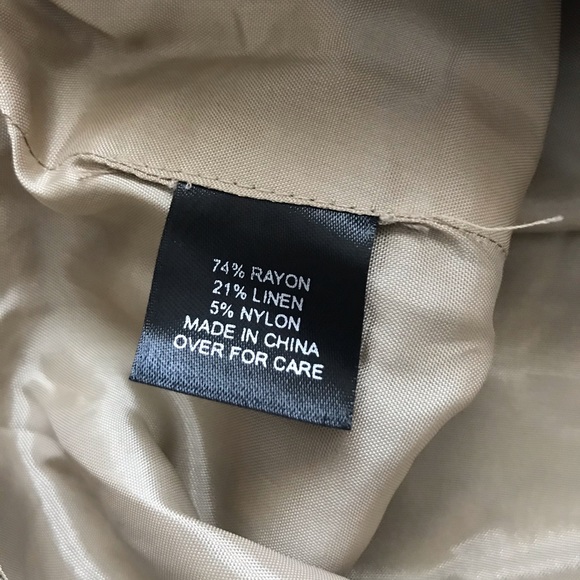 74% RAYON
21% LINEN
5% NYLON
MADE IN CHINA
OVER FOR CARE